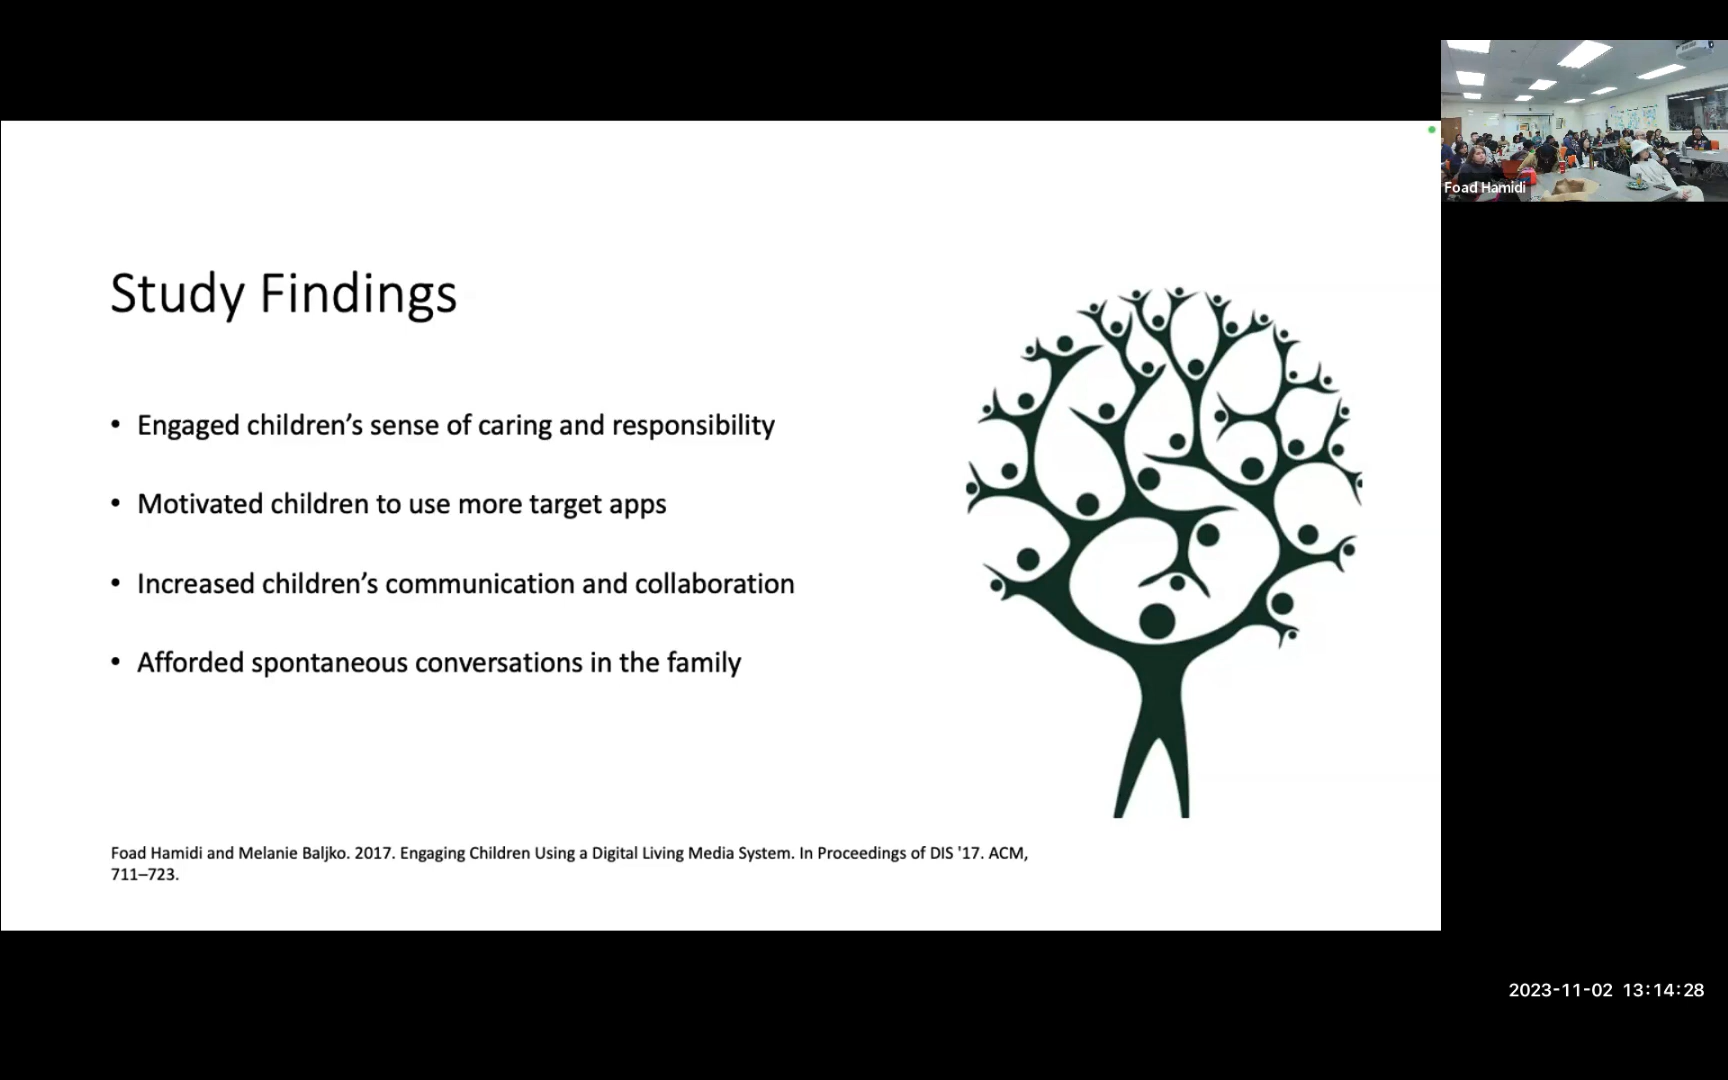 Foad Hamidi
Study Findings
• Engaged children’s sense of caring and responsibility
• Motivated children to use more target apps
• Increased children’s communication and collaboration
• Afforded spontaneous conversations in the family
Foad Hamidi and Melanie Baljko. 2017. Engaging Children Using a Digital Living Media System. In Proceedings of DIS '17. ACM,
711–723.
2023-11-02 13:14:28